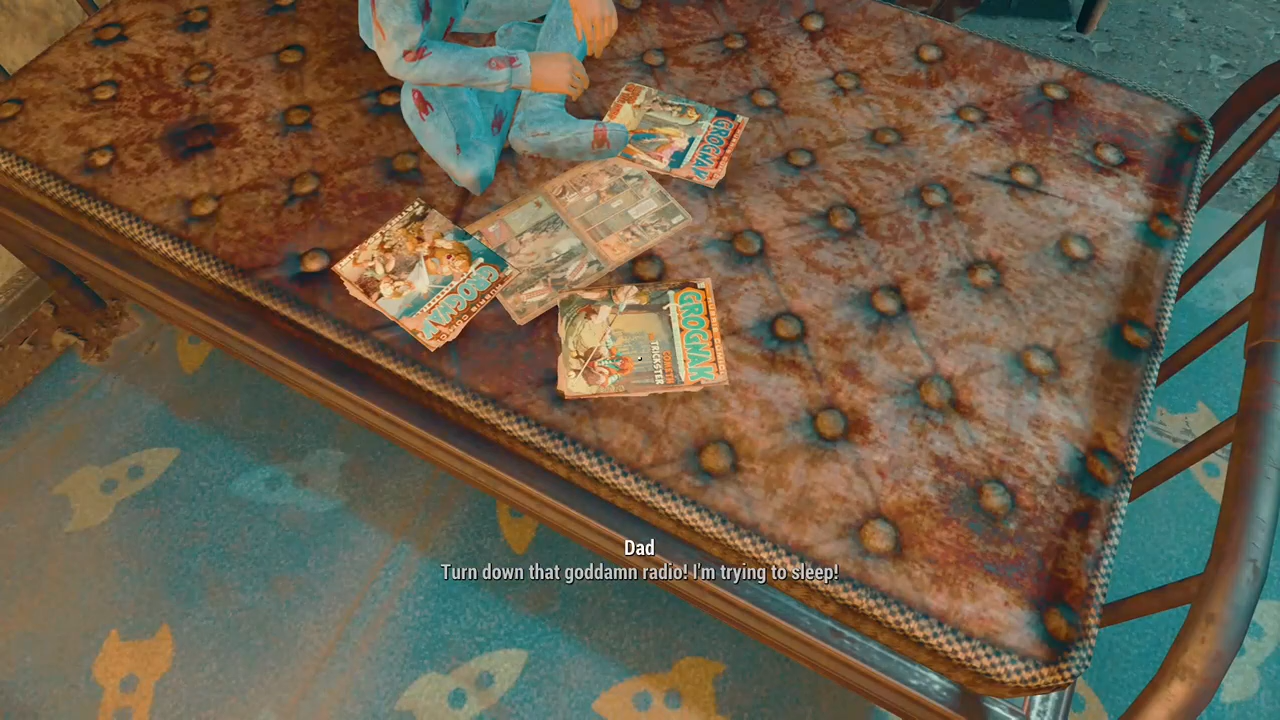 GROGNAK
GROGNAK
GROGNAK
TRICKSTER
Dad
Turn down that goddamn radio! I'm trying to sleep!